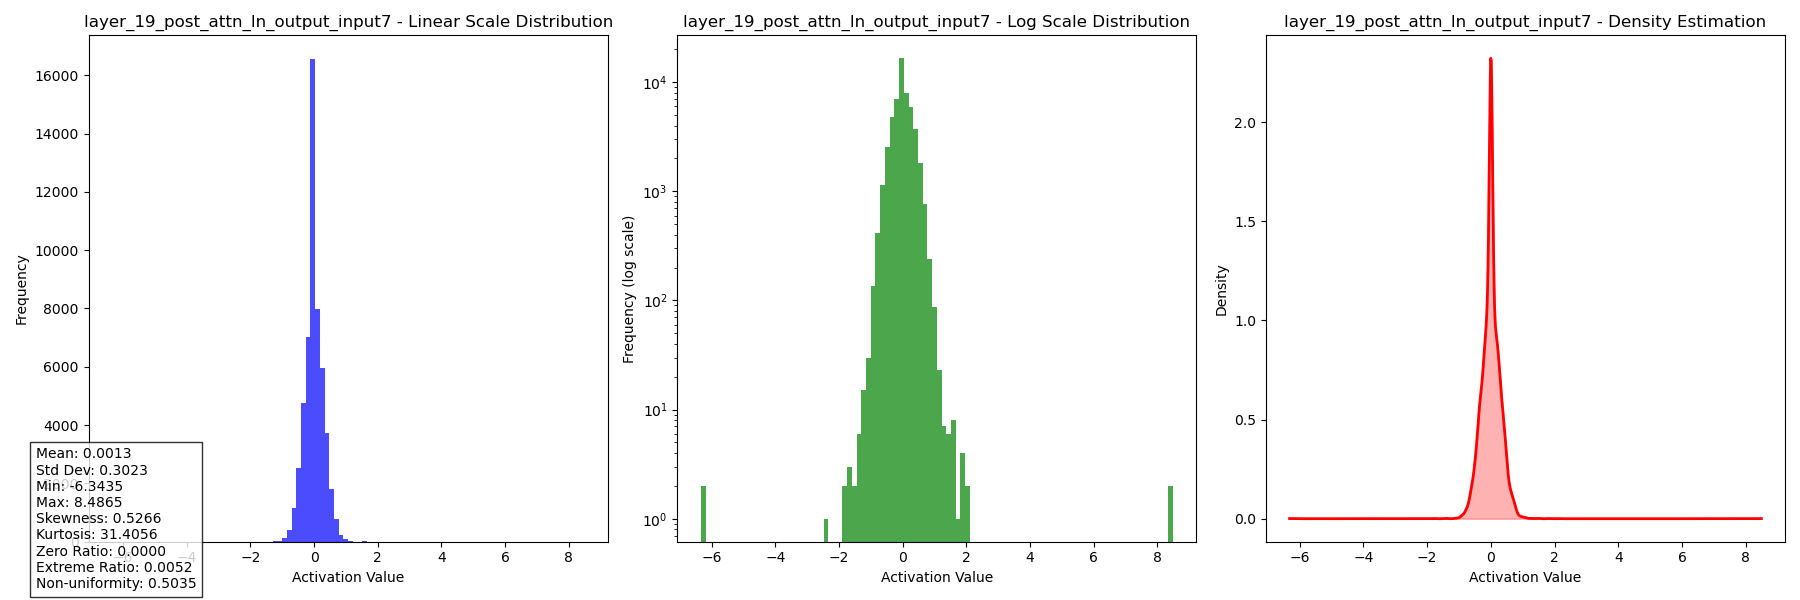 layer_19_post_attn_ln_output_input7 - Linear Scale Distribution
16000
14000
12000
10000
8000
6000
4000
2000
0
Frequency
−6 −4 −2 0 2 4 6 8
Activation Value
Mean: 0.0013
Std Dev: 0.3023
Min: -6.3435
Max: 8.4865
Skewness: 0.5266
Kurtosis: 31.4056
Zero Ratio: 0.0000
Extreme Ratio: 0.0052
Non-uniformity: 0.5035
layer_19_post_attn_ln_output_input7 - Log Scale Distribution
10⁴
10³
10²
10¹
10⁰
Frequency (log scale)
−6 −4 −2 0 2 4 6 8
Activation Value
layer_19_post_attn_ln_output_input7 - Density Estimation
2.0
1.5
1.0
0.5
0.0
Density
−6 −4 −2 0 2 4 6 8
Activation Value